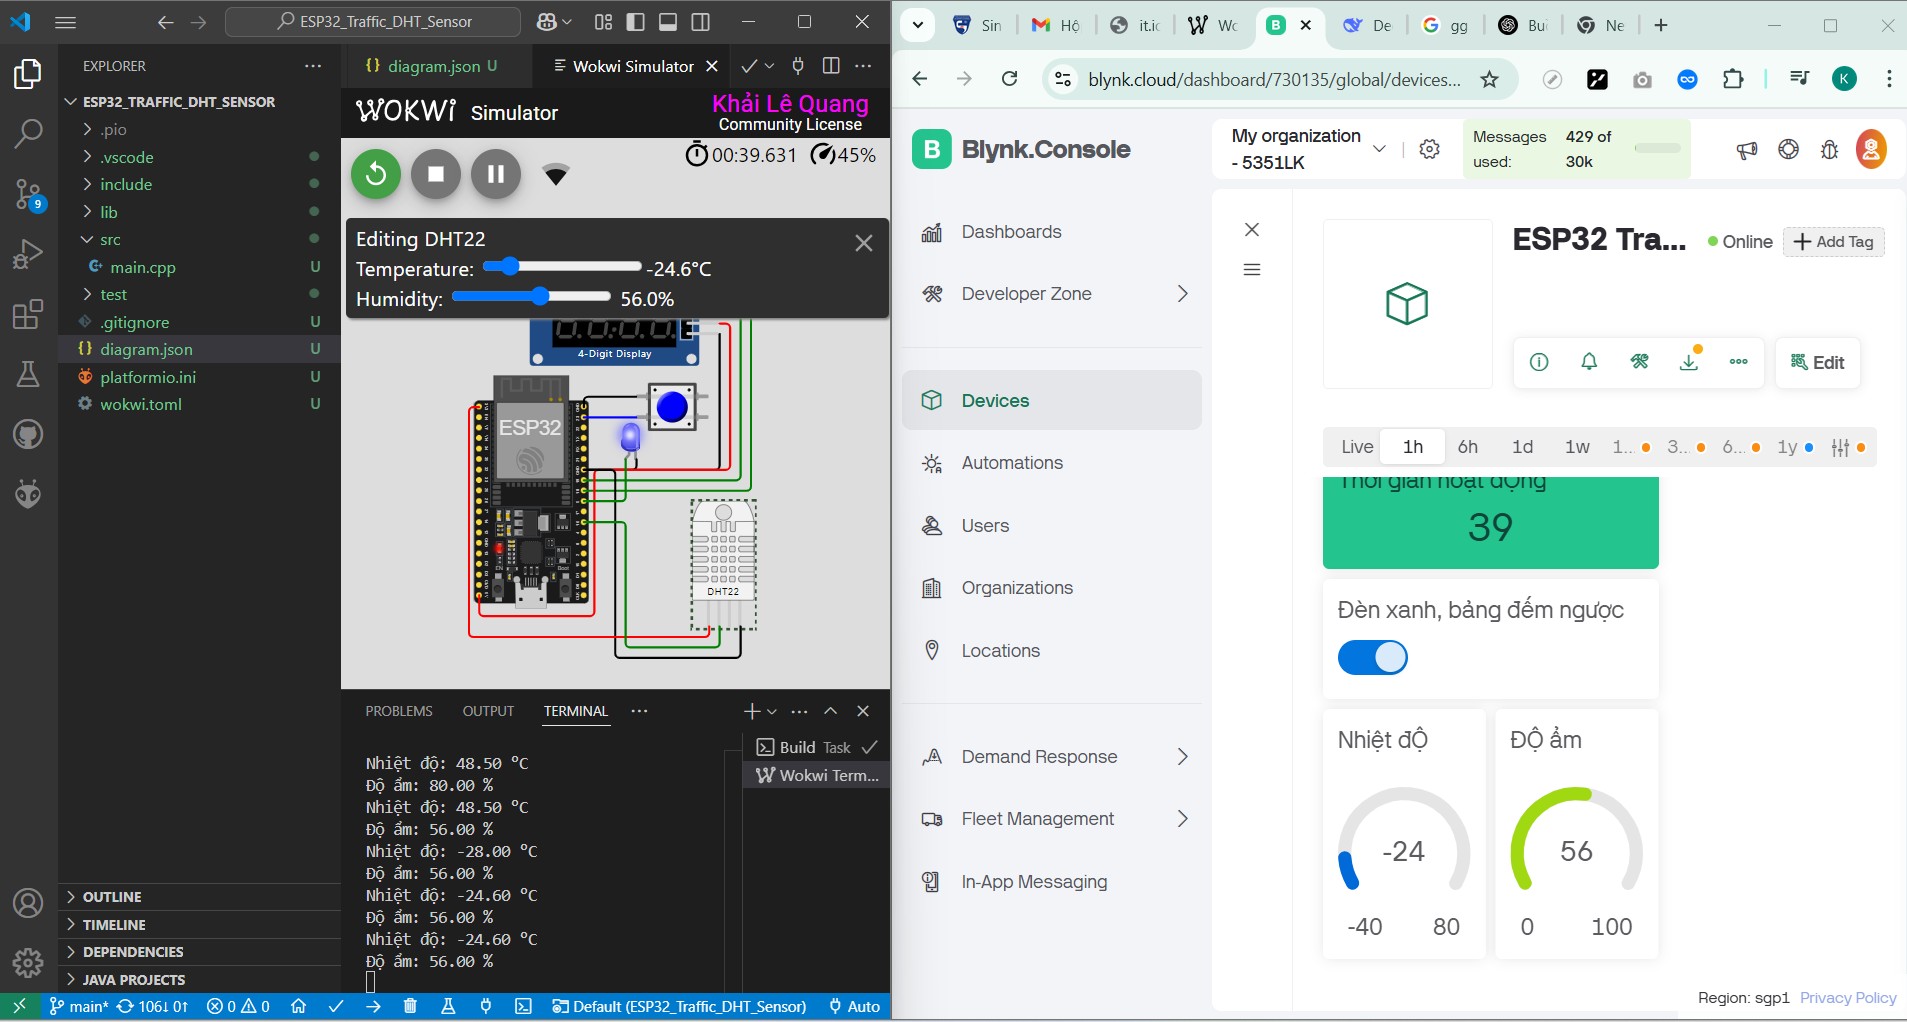 ESP32_Traffic_DHT_Sensor
EXPLORER
ESP32_TRAFFIC_DHT_SENSOR
.pio
.vscode
include
lib
src
main.cpp U
test
.gitignore U
diagram.json U
platformio.ini U
wokwi.toml U
9
OUTLINE
TIMELINE
DEPENDENCIES
JAVA PROJECTS
diagram.json U
Wokwi Simulator
WOKWi Simulator
Khải Lê Quang
Community License
00:39.631 45%
Editing DHT22
Temperature: -24.6°C
Humidity: 56.0%
4-Digit Display
ESP32
EN
Boot
DHT22
PROBLEMS OUTPUT TERMINAL
Build Task
Wokwi Term...
Nhiệt độ: 48.50 °C
Độ ẩm: 80.00 %
Nhiệt độ: 48.50 °C
Độ ẩm: 56.00 %
Nhiệt độ: -28.00 °C
Độ ẩm: 56.00 %
Nhiệt độ: -24.60 °C
Độ ẩm: 56.00 %
Nhiệt độ: -24.60 °C
Độ ẩm: 56.00 %
main* 106↓ 0↑ 0 0 Default (ESP32_Traffic_DHT_Sensor) Auto
Sin Hộ it.ic Wc B De gg Bu Ne
blynk.cloud/dashboard/730135/global/devices... K
B Blynk.Console
My organization
- 5351LK
Messages used: 429 of 30k
Dashboards
Developer Zone
Devices
Automations
Users
Organizations
Locations
Demand Response
Fleet Management
In-App Messaging
ESP32 Tra... Online Add Tag
Edit
Live 1h 6h 1d 1w 1... 3... 6... 1y
Thời gian hoạt động
39
Đèn xanh, bảng đếm ngược
Nhiệt độ
-24
-40 80
Độ ẩm
56
0 100
Region: sgp1 Privacy Policy